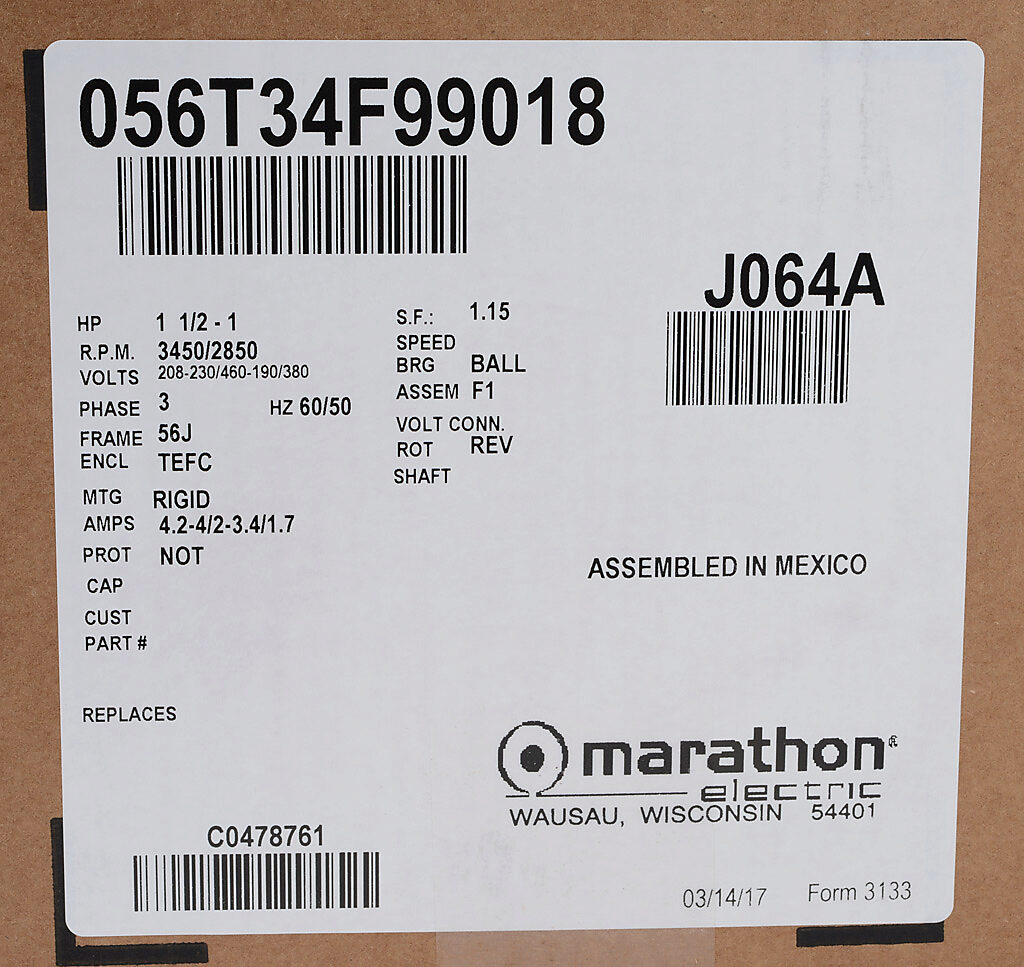 056T34F99018
J064A
HP 1 1/2 - 1
R.P.M. 3450/2850
VOLTS 208-230/460-190/380
PHASE 3 HZ 60/50
FRAME 56J
ENCL TEFC
MTG RIGID
AMPS 4.2-4/2-3.4/1.7
PROT NOT
CAP
CUST
PART #
REPLACES
S.F.: 1.15
SPEED
BRG BALL
ASSEM F1
VOLT CONN.
ROT REV
SHAFT
ASSEMBLED IN MEXICO
marathon®
electric
WAUSAU, WISCONSIN 54401
C0478761
03/14/17 Form 3133